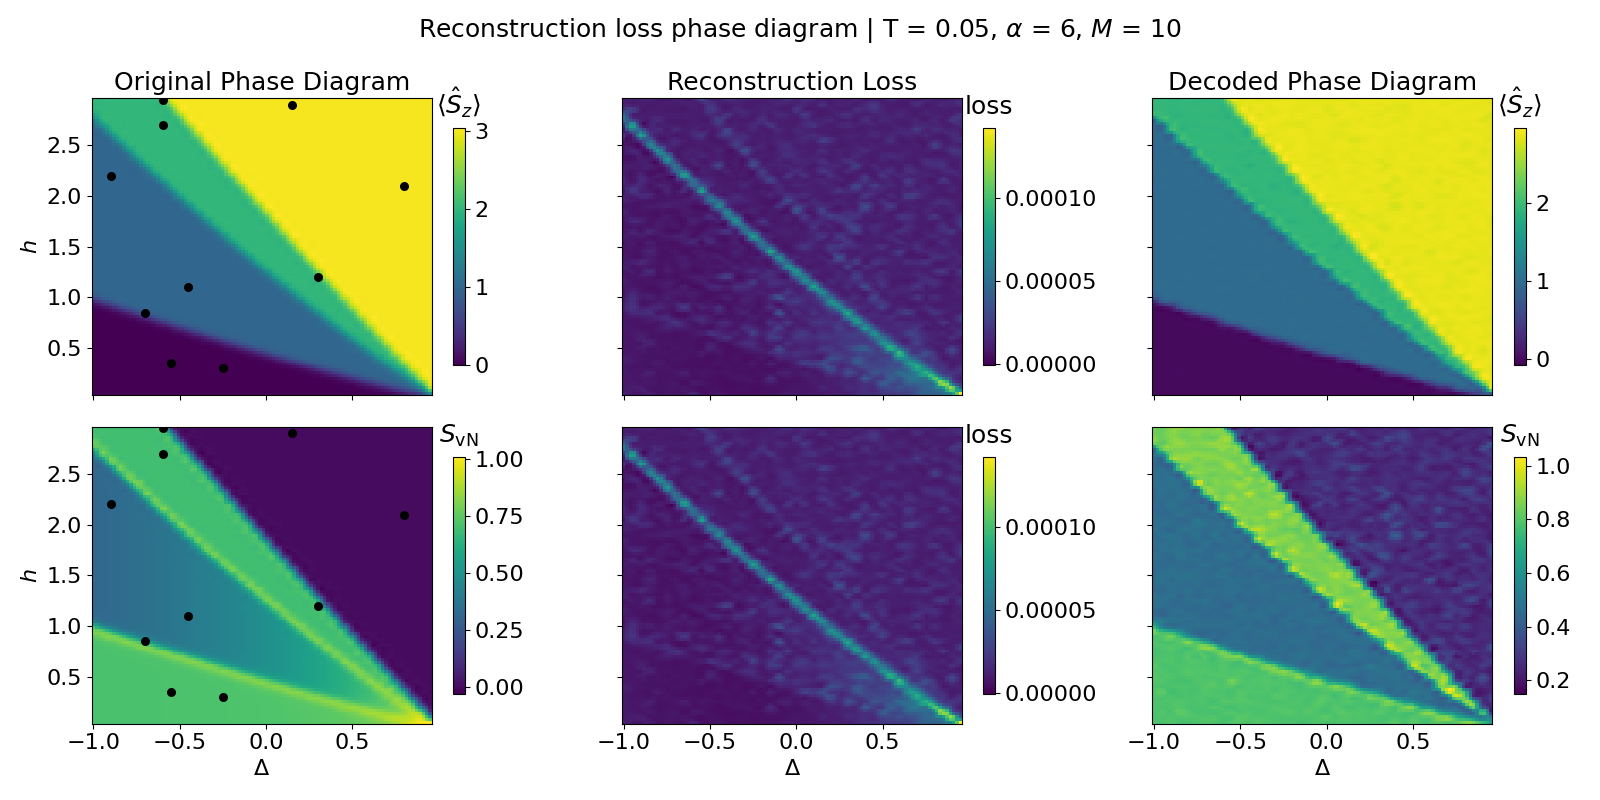 Reconstruction loss phase diagram | T = 0.05, α = 6, M = 10
Original Phase Diagram
Reconstruction Loss
Decoded Phase Diagram
⟨Ŝ_z⟩
loss
⟨Ŝ_z⟩
h
2.5
2.0
1.5
1.0
0.5
3
2
1
0
0.00010
0.00005
0.00000
2
1
0
S_vN
loss
S_vN
h
2.5
2.0
1.5
1.0
0.5
1.00
0.75
0.50
0.25
0.00
0.00010
0.00005
0.00000
1.0
0.8
0.6
0.4
0.2
−1.0 −0.5 0.0 0.5
−1.0 −0.5 0.0 0.5
−1.0 −0.5 0.0 0.5
Δ
Δ
Δ